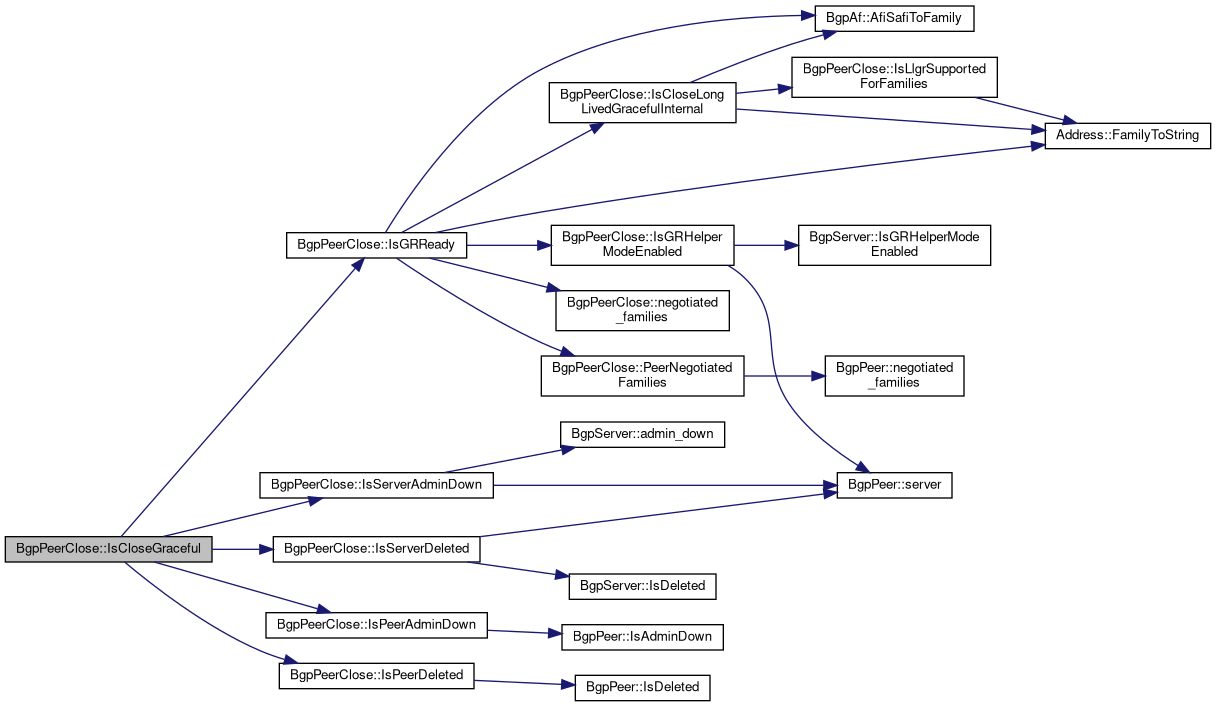 BgpAf::AfiSafiToFamily
BgpPeerClose::IsLlgrSupported
ForFamilies
BgpPeerClose::IsCloseLong
LivedGracefulInternal
Address::FamilyToString
BgpPeerClose::IsGRReady
BgpPeerClose::IsGRHelper
ModeEnabled
BgpServer::IsGRHelperMode
Enabled
BgpPeerClose::negotiated
_families
BgpPeerClose::PeerNegotiated
Families
BgpPeer::negotiated
_families
BgpServer::admin_down
BgpPeerClose::IsServerAdminDown
BgpPeer::server
BgpPeerClose::IsCloseGraceful
BgpPeerClose::IsServerDeleted
BgpServer::IsDeleted
BgpPeerClose::IsPeerAdminDown
BgpPeer::IsAdminDown
BgpPeerClose::IsPeerDeleted
BgpPeer::IsDeleted